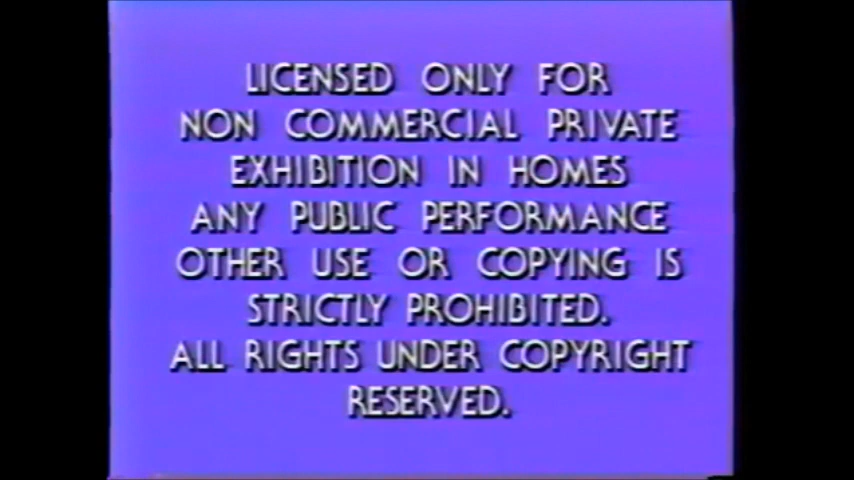 LICENSED ONLY FOR
NON COMMERCIAL PRIVATE
EXHIBITION IN HOMES
ANY PUBLIC PERFORMANCE
OTHER USE OR COPYING IS
STRICTLY PROHIBITED.
ALL RIGHTS UNDER COPYRIGHT
RESERVED.